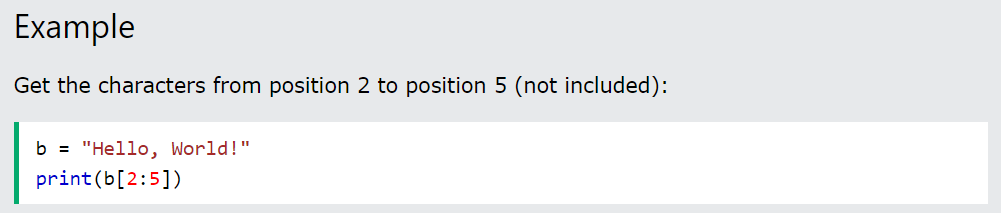 Example
Get the characters from position 2 to position 5 (not included):
b = "Hello, World!"
print(b[2:5])